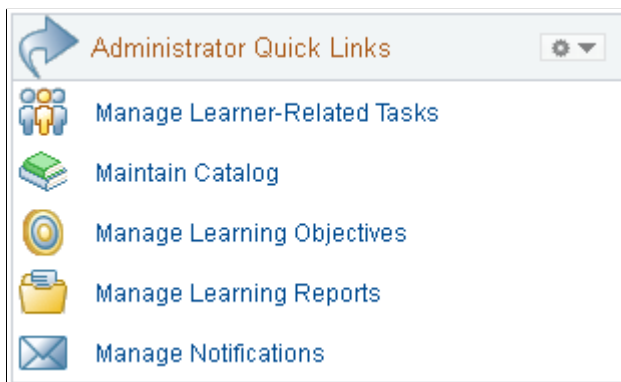 Administrator Quick Links
Manage Learner-Related Tasks
Maintain Catalog
Manage Learning Objectives
Manage Learning Reports
Manage Notifications